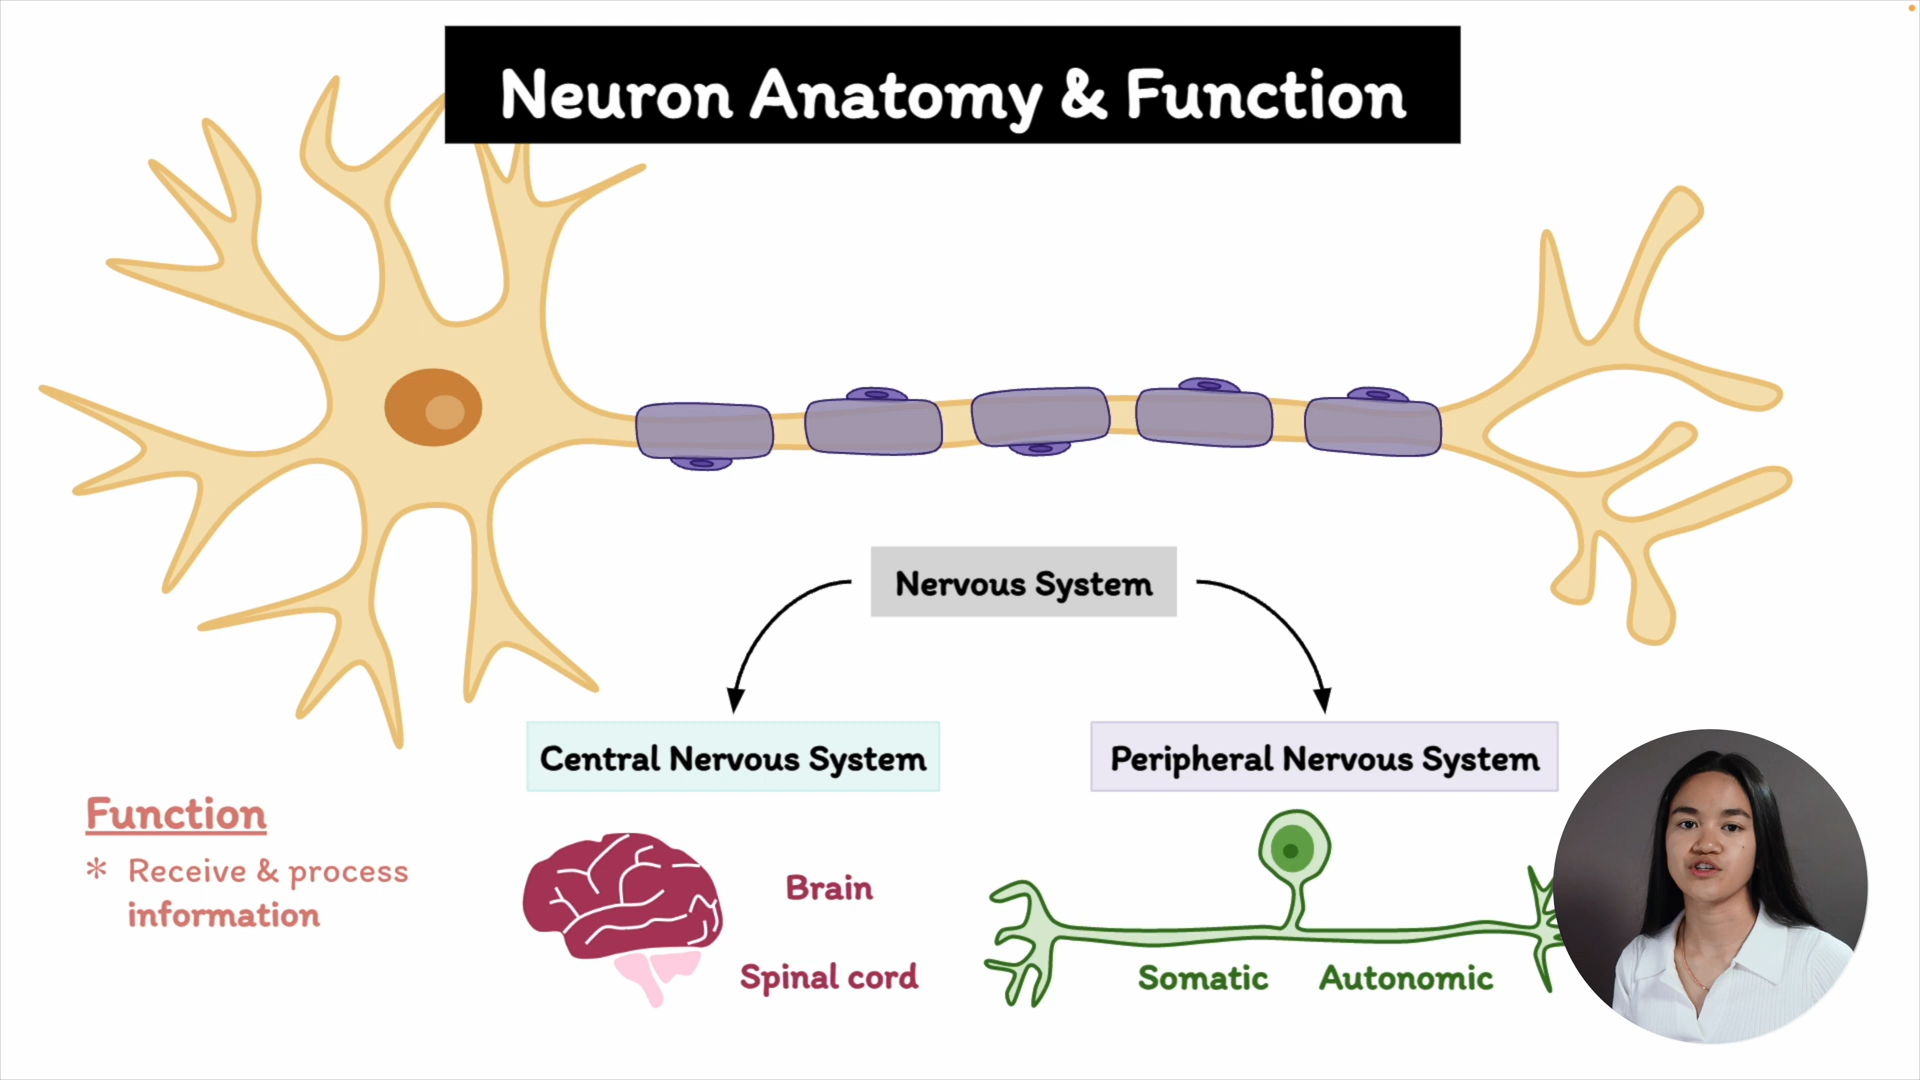 Neuron Anatomy & Function
Nervous System
Central Nervous System
Peripheral Nervous System
Function
* Receive & process
information
Brain
Spinal cord
Somatic
Autonomic